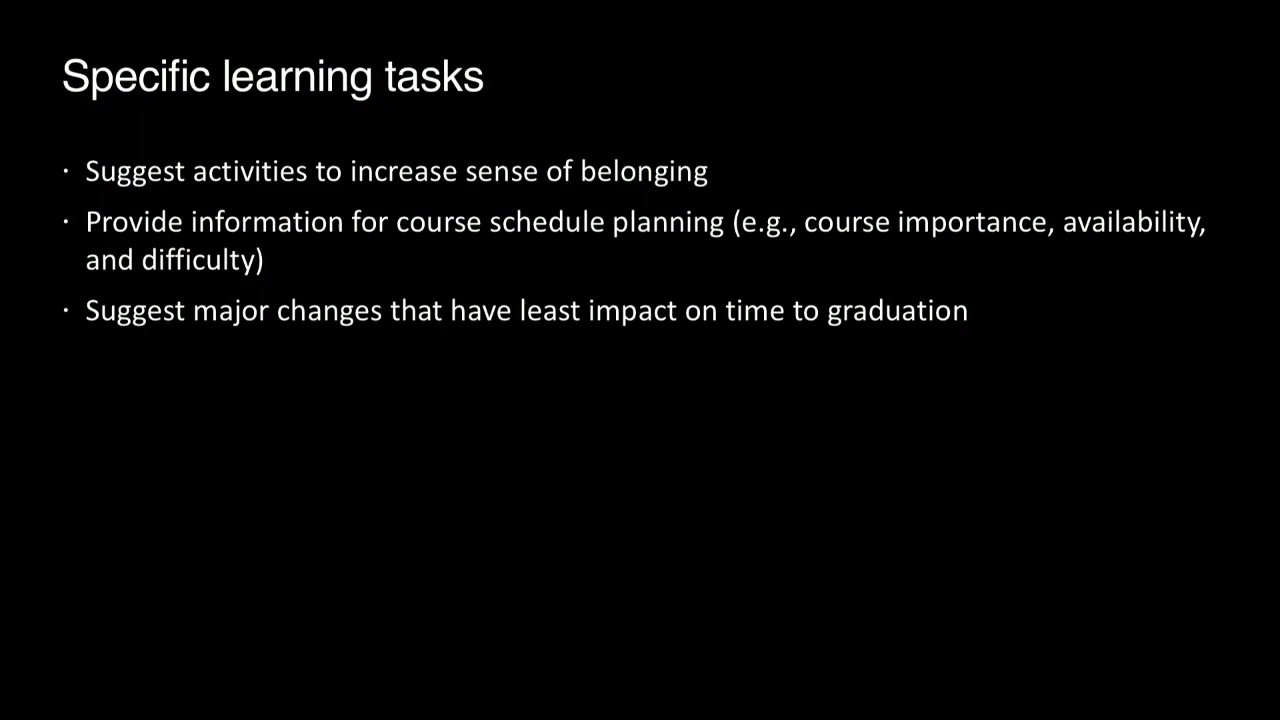 Specific learning tasks
· Suggest activities to increase sense of belonging
· Provide information for course schedule planning (e.g., course importance, availability,
and difficulty)
· Suggest major changes that have least impact on time to graduation